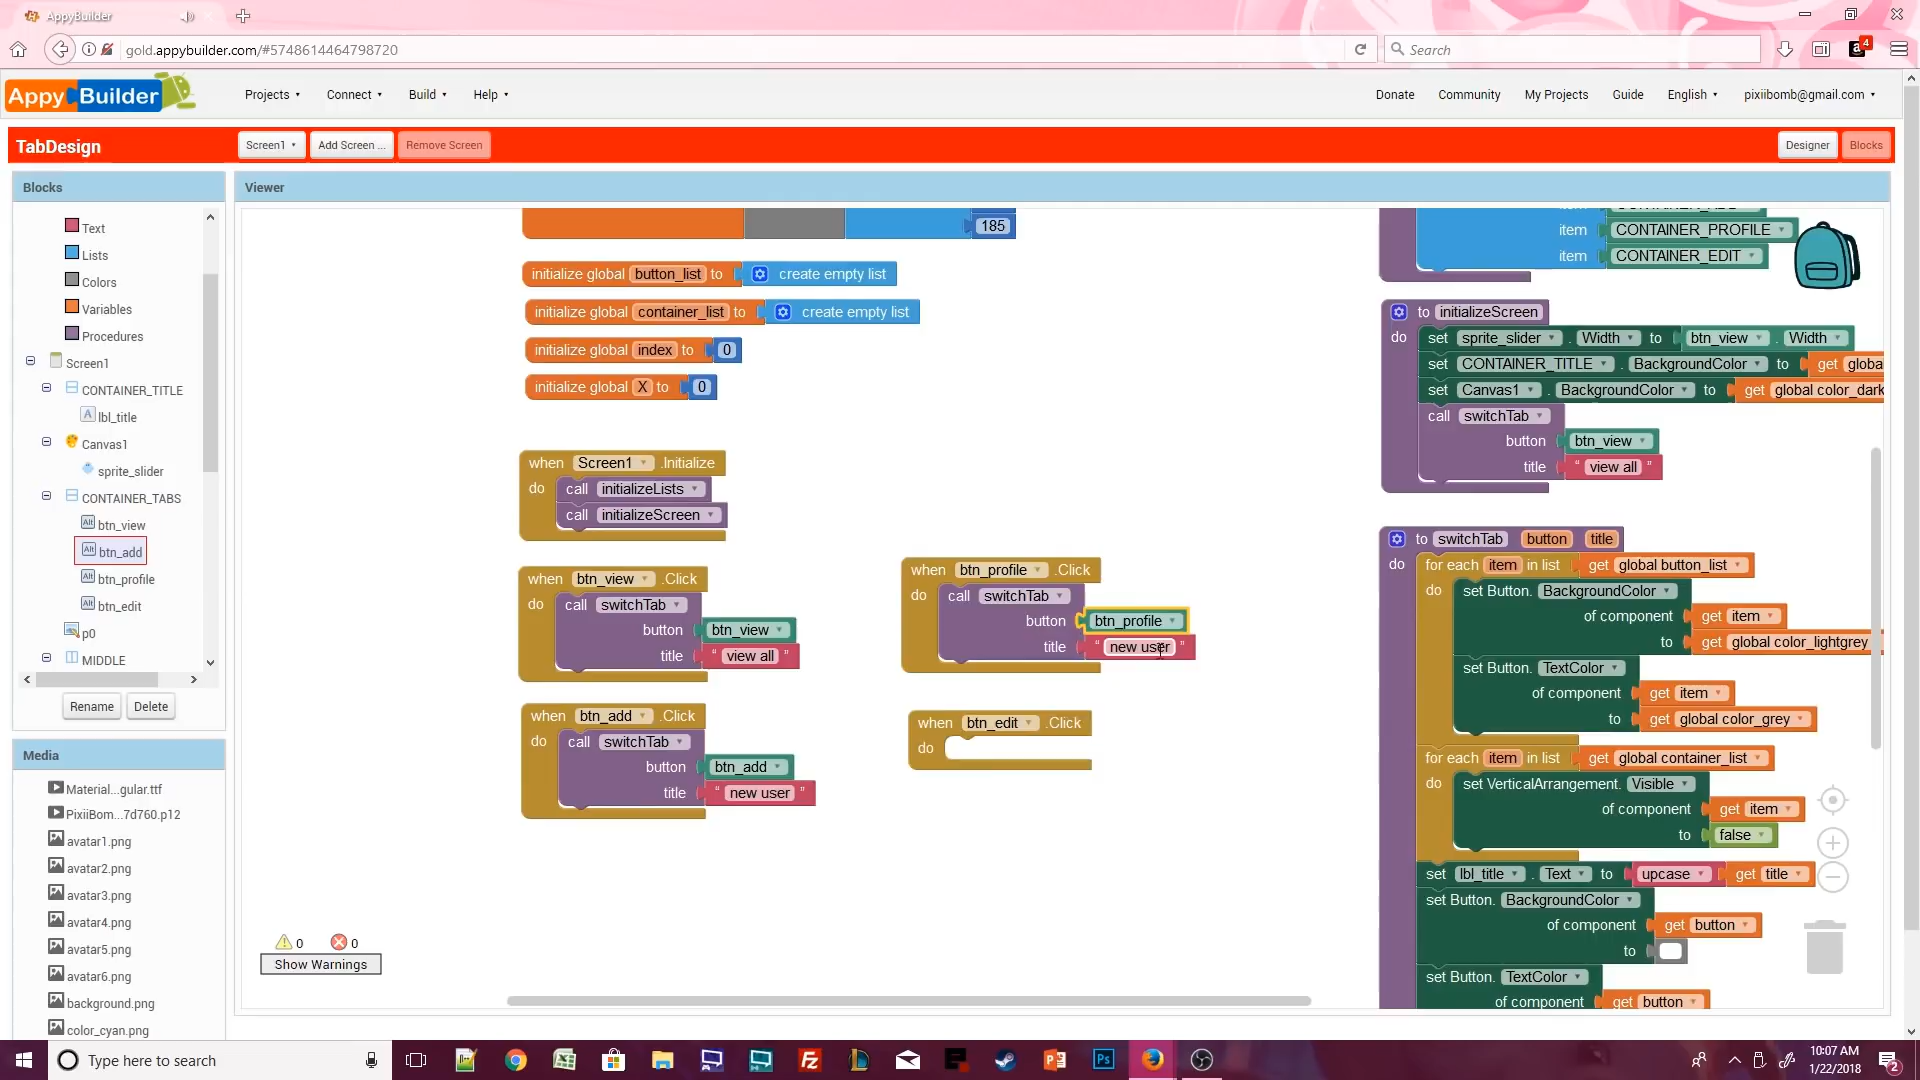 AppyBuilder
gold.appybuilder.com/#5748614464798720
Search
4
Appy Builder
Projects
Connect
Build
Help
Donate
Community
My Projects
Guide
English
pixiibomb@gmail.com
TabDesign
Screen1
Add Screen ...
Remove Screen
Designer
Blocks
Blocks
Text
Lists
Colors
Variables
Procedures
Screen1
CONTAINER_TITLE
lbl_title
Canvas1
sprite_slider
CONTAINER_TABS
btn_view
btn_add
btn_profile
btn_edit
p0
MIDDLE
Rename
Delete
Media
Material...gular.ttf
PixiiBom...7d760.p12
avatar1.png
avatar2.png
avatar3.png
avatar4.png
avatar5.png
avatar6.png
background.png
color_cyan.png
Viewer
185
initialize global button_list to create empty list
initialize global container_list to create empty list
initialize global index to 0
initialize global X to 0
when Screen1 .Initialize
do call initializeLists
call initializeScreen
when btn_view .Click
do call switchTab
button btn_view
title " view all "
when btn_add .Click
do call switchTab
button btn_add
title " new user "
when btn_profile .Click
do call switchTab
button btn_profile
title " new user "
when btn_edit .Click
do
item CONTAINER_PROFILE
item CONTAINER_EDIT
to initializeScreen
do set sprite_slider . Width to btn_view . Width
set CONTAINER_TITLE . BackgroundColor to get globa
set Canvas1 . BackgroundColor to get global color_dark
call switchTab
button btn_view
title " view all "
to switchTab button title
do for each item in list get global button_list
do set Button. BackgroundColor
of component get item
to get global color_lightgrey
set Button. TextColor
of component get item
to get global color_grey
for each item in list get global container_list
do set VerticalArrangement. Visible
of component get item
to false
set lbl_title . Text to upcase get title
set Button. BackgroundColor
of component get button
to
set Button. TextColor
of component get button
0 0
Show Warnings
Type here to search
10:07 AM
1/22/2018
2